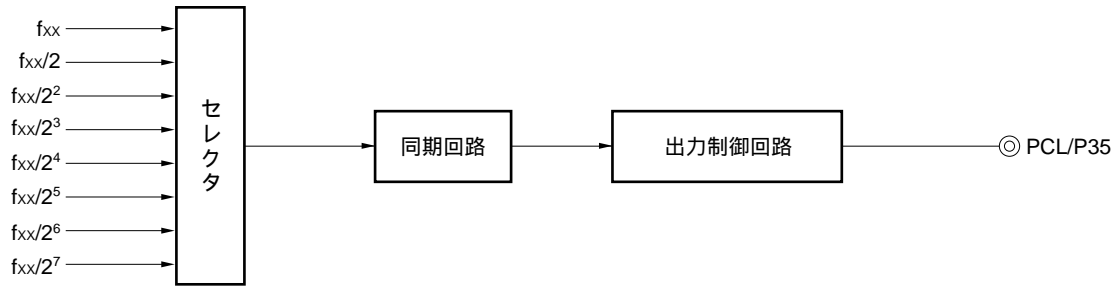 fxx
fxx/2
fxx/2²
fxx/2³
fxx/2⁴
fxx/2⁵
fxx/2⁶
fxx/2⁷
セレクタ
同期回路
出力制御回路
PCL/P35